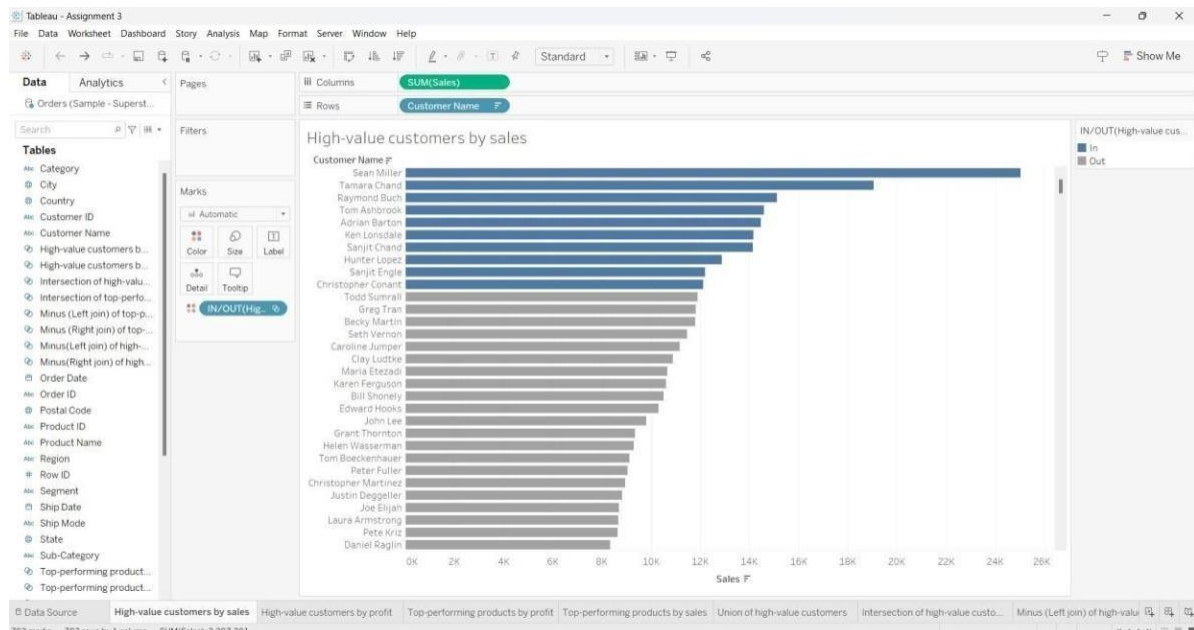 Tableau - Assignment 3
File Data Worksheet Dashboard Story Analysis Map Format Server Window Help
Standard
Show Me
Data Analytics
Orders (Sample - Superst...
Search
Tables
Category
City
Country
Customer ID
Customer Name
High-value customers b...
High-value customers b...
Intersection of high-valu...
Intersection of top-perfo...
Minus (Left join) of top-p...
Minus (Right join) of top-...
Minus(Left join) of high-...
Minus(Right join) of high...
Order Date
Order ID
Postal Code
Product ID
Product Name
Region
Row ID
Segment
Ship Date
Ship Mode
State
Sub-Category
Top-performing product...
Top-performing product...
Pages
Filters
Marks
Automatic
Color Size Label
Detail Tooltip
IN/OUT(Hig..
Columns SUM(Sales)
Rows Customer Name
High-value customers by sales
Customer Name
Sean Miller
Tamara Chand
Raymond Buch
Tom Ashbrook
Adrian Barton
Ken Lonsdale
Sanjit Chand
Hunter Lopez
Sanjit Engle
Christopher Conant
Todd Sumrall
Greg Tran
Becky Martin
Seth Vernon
Caroline Jumper
Clay Ludtke
Maria Etezadi
Karen Ferguson
Bill Shonely
Edward Hooks
John Lee
Grant Thornton
Helen Wasserman
Tom Boeckenhauer
Peter Fuller
Christopher Martinez
Justin Deggeller
Joe Elijah
Laura Armstrong
Pete Kriz
Daniel Raglin
0K 2K 4K 6K 8K 10K 12K 14K 16K 18K 20K 22K 24K 26K
Sales
IN/OUT(High-value cus...
In
Out
Data Source High-value customers by sales High-value customers by profit Top-performing products by profit Top-performing products by sales Union of high-value customers Intersection of high-value custo... Minus (Left join) of high-valu